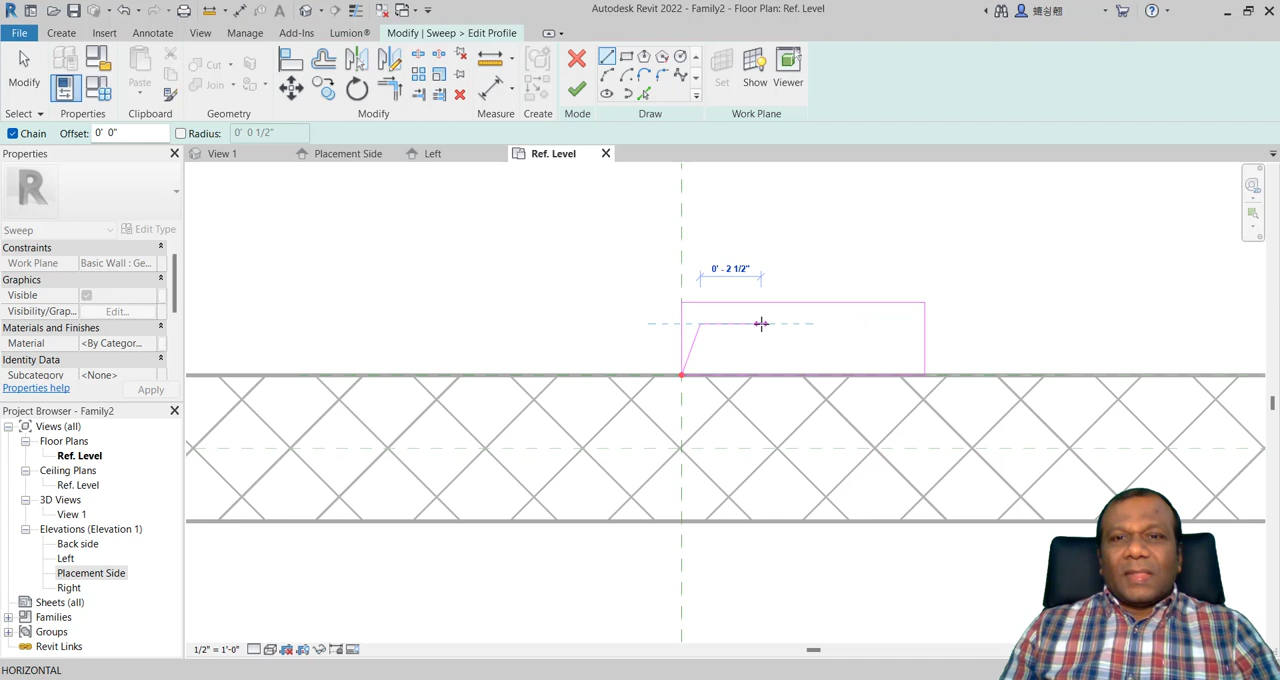 Autodesk Revit 2022 - Family2 - Floor Plan: Ref. Level
File Create Insert Annotate View Manage Add-Ins Lumion® Modify | Sweep > Edit Profile
Modify Paste Cut Join Set Show Viewer
Select Properties Clipboard Geometry Modify Measure Create Mode Draw Work Plane
Chain Offset: 0' 0" Radius: 0' 0 1/2"
Properties View 1 Placement Side Left Ref. Level
R
Sweep Edit Type
Constraints
Work Plane Basic Wall : Ge...
Graphics
Visible
Visibility/Grap... Edit...
Materials and Finishes
Material <By Categor...
Identity Data
Subcategory <None>
Properties help Apply
Project Browser - Family2
Views (all)
Floor Plans
Ref. Level
Ceiling Plans
Ref. Level
3D Views
View 1
Elevations (Elevation 1)
Back side
Left
Placement Side
Right
Sheets (all)
Families
Groups
Revit Links
0' - 2 1/2"
1/2" = 1'-0"
HORIZONTAL